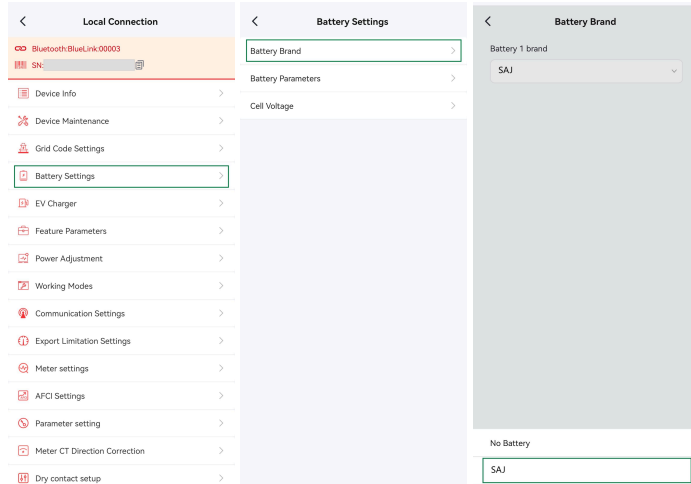 Local Connection
Bluetooth:BlueLink:00003
SN:
Device Info
Device Maintenance
Grid Code Settings
Battery Settings
EV Charger
Feature Parameters
Power Adjustment
Working Modes
Communication Settings
Export Limitation Settings
Meter settings
AFCI Settings
Parameter setting
Meter CT Direction Correction
Dry contact setup
Battery Settings
Battery Brand
Battery Parameters
Cell Voltage
Battery Brand
Battery 1 brand
SAJ
No Battery
SAJ